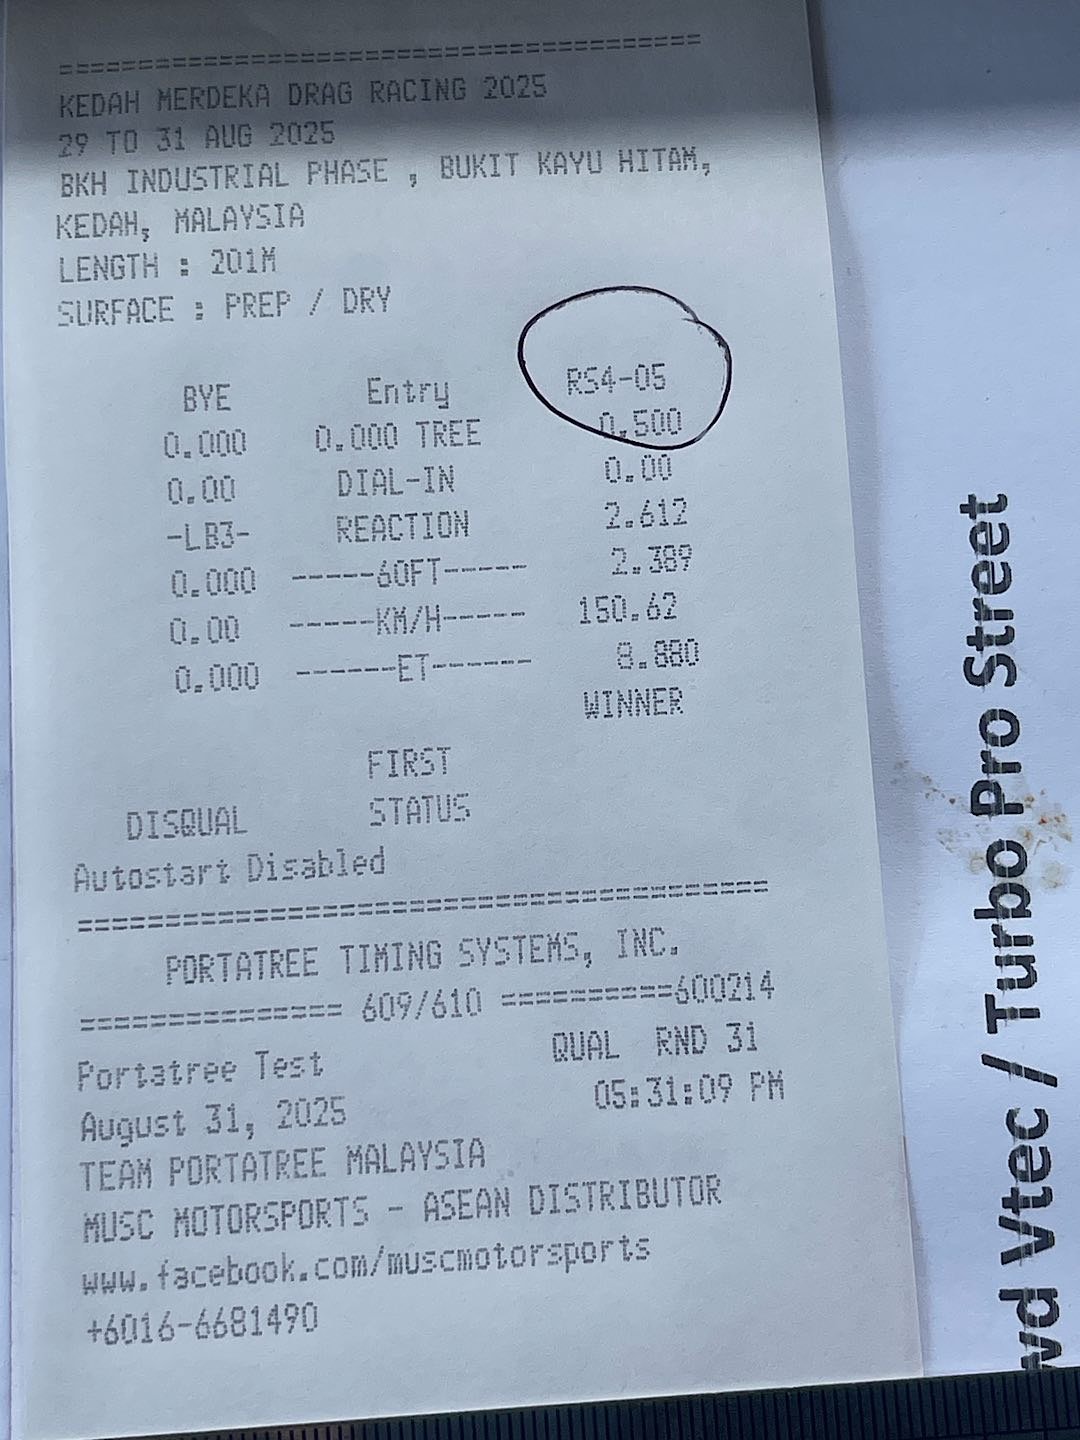 =====================================
KEDAH MERDEKA DRAG RACING 2025
29 TO 31 AUG 2025
BKH INDUSTRIAL PHASE , BUKIT KAYU HITAM,
KEDAH, MALAYSIA
LENGTH : 201M
SURFACE : PREP / DRY
BYE Entry RS4-05
0.000 0.000 TREE 0.500
0.00 DIAL-IN 0.00
-LB3- REACTION 2.612
0.000 -----60FT----- 2.389
0.00 -----KM/H----- 150.62
0.000 ------ET------ 8.880
WINNER
FIRST
DISQUAL STATUS
Autostart Disabled
=======================================
PORTATREE TIMING SYSTEMS, INC.
=============== 609/610 ==========600214
Portatree Test QUAL RND 31
August 31, 2025 05:31:09 PM
TEAM PORTATREE MALAYSIA
MUSC MOTORSPORTS - ASEAN DISTRIBUTOR
www.facebook.com/muscmotorsports
+6016-6681490
wd Vtec / Turbo Pro Street